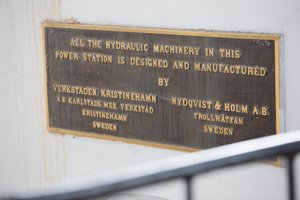 ALL THE HYDRAULIC MACHINERY IN THIS
POWER STATION IS DESIGNED AND MANUFACTURED
BY
VERKSTADEN KRISTINEHAMN
A.B. KARLSTADS MEK. VERKSTAD
KRISTINEHAMN
SWEDEN
NYDQVIST & HOLM A.B.
TROLLHÄTTAN
SWEDEN